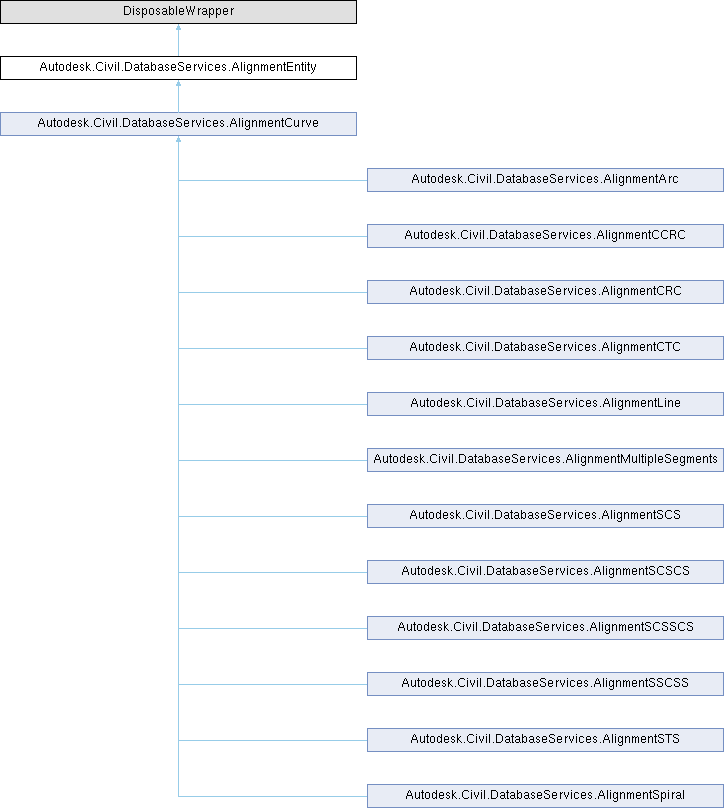 DisposableWrapper
Autodesk.Civil.DatabaseServices.AlignmentEntity
Autodesk.Civil.DatabaseServices.AlignmentCurve
Autodesk.Civil.DatabaseServices.AlignmentArc
Autodesk.Civil.DatabaseServices.AlignmentCCRC
Autodesk.Civil.DatabaseServices.AlignmentCRC
Autodesk.Civil.DatabaseServices.AlignmentCTC
Autodesk.Civil.DatabaseServices.AlignmentLine
Autodesk.Civil.DatabaseServices.AlignmentMultipleSegments
Autodesk.Civil.DatabaseServices.AlignmentSCS
Autodesk.Civil.DatabaseServices.AlignmentSCSCS
Autodesk.Civil.DatabaseServices.AlignmentSCSSCS
Autodesk.Civil.DatabaseServices.AlignmentSSCSS
Autodesk.Civil.DatabaseServices.AlignmentSTS
Autodesk.Civil.DatabaseServices.AlignmentSpiral